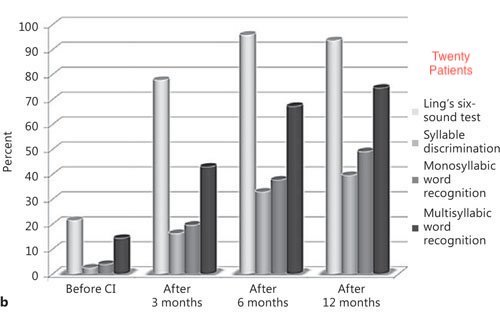 100
90
80
70
60
50
40
30
20
10
0
Percent
Before CI
After
3 months
After
6 months
After
12 months
Twenty
Patients
Ling's six-
sound test
Syllable
discrimination
Monosyllabic
word
recognition
Multisyllabic
word
recognition
b